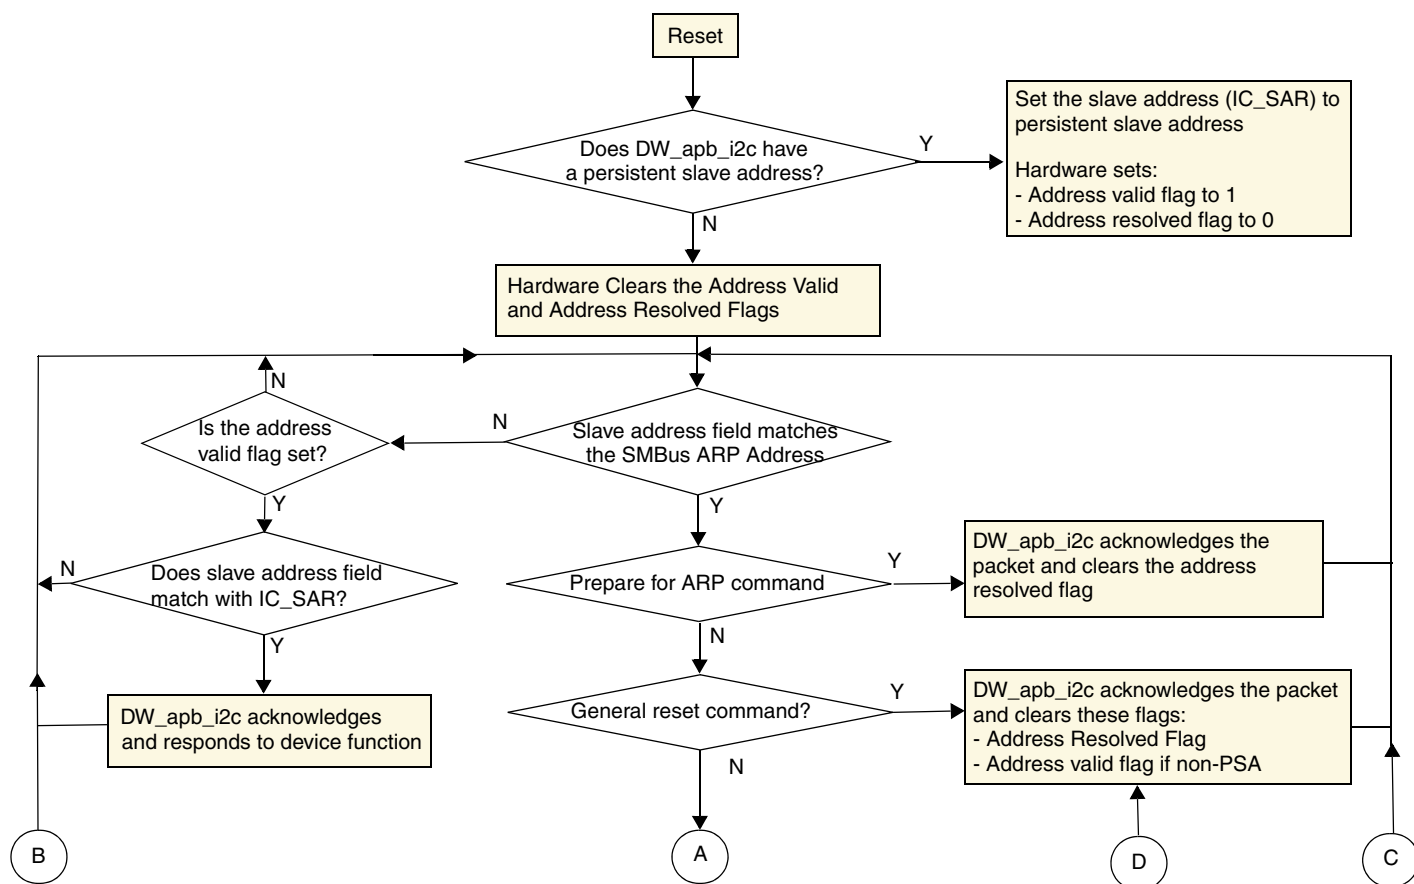 Reset
Does DW_apb_i2c have
a persistent slave address?
Y
Set the slave address (IC_SAR) to
persistent slave address
Hardware sets:
- Address valid flag to 1
- Address resolved flag to 0
N
Hardware Clears the Address Valid
and Address Resolved Flags
N
Is the address
valid flag set?
N
Slave address field matches
the SMBus ARP Address
Y
Y
Does slave address field
match with IC_SAR?
N
Y
DW_apb_i2c acknowledges
and responds to device function
Prepare for ARP command
Y
DW_apb_i2c acknowledges the
packet and clears the address
resolved flag
N
General reset command?
Y
DW_apb_i2c acknowledges the packet
and clears these flags:
- Address Resolved Flag
- Address valid flag if non-PSA
N
B
A
D
C